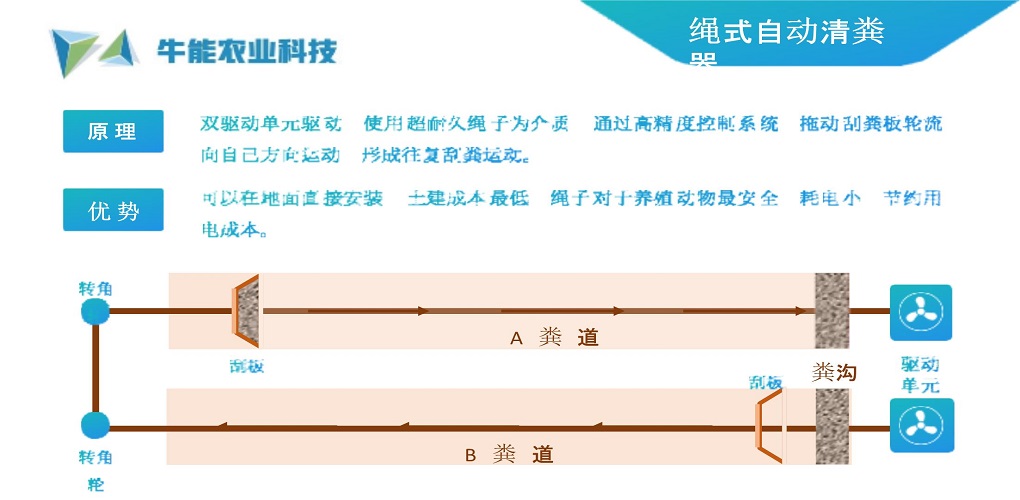 牛能农业科技
绳式自动清粪
器
原理
双驱动单元驱动 使用超耐久绳子为介质 通过高精度控制系统 拖动刮粪板轮流
向自己方向运动 形成往复刮粪运动。
优势
可以在地面直接安装 土建成本最低 绳子对于养殖动物最安全 耗电小 节约用
电成本。
转角
刮板
A 粪 道
粪沟
驱动
单元
刮板
B 粪 道
转角
轮